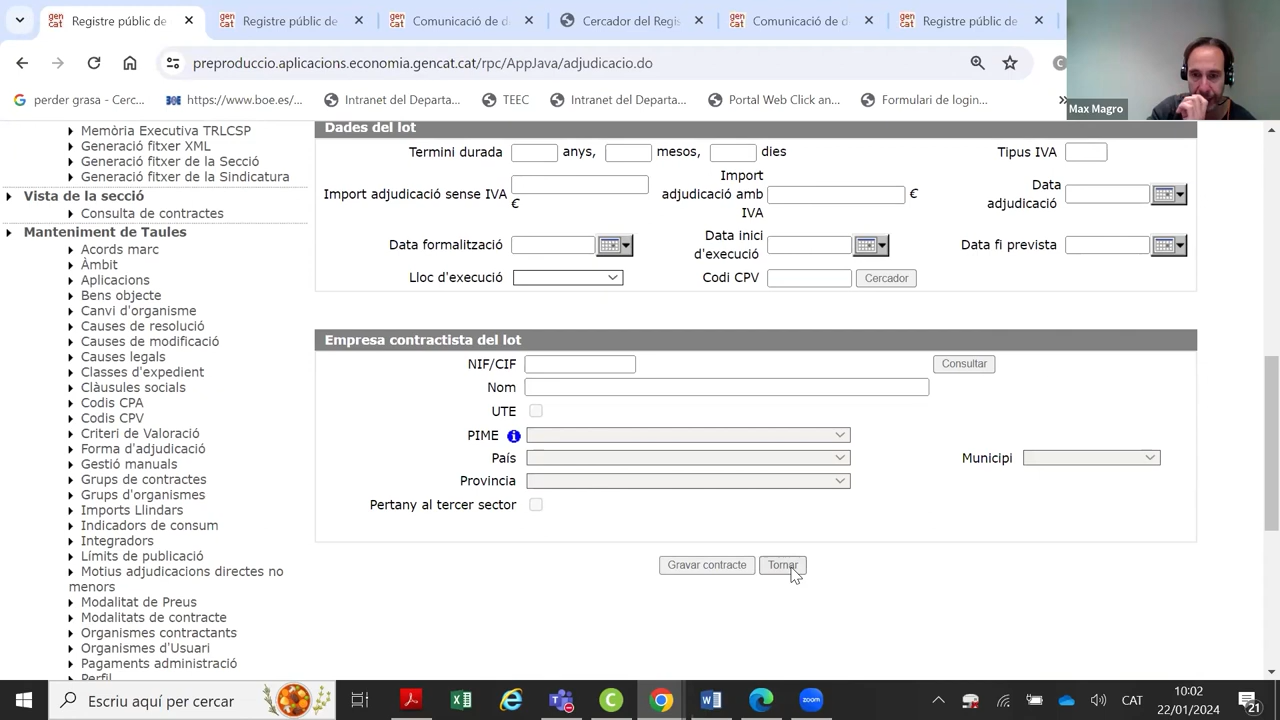 Registre públic de
Registre públic de
gen cat
Comunicació de d
Cercador del Regis
gen cat
Comunicació de d
gen cat
Registre públic de
preproduccio.aplicacions.economia.gencat.cat/rpc/AppJava/adjudicacio.do
perder grasa - Cerc...
https://www.boe.es/...
Intranet del Departa...
TEEC
Intranet del Departa...
Portal Web Click an...
Formulari de login...
Max Magro
Memòria Executiva TRLCSP
Generació fitxer XML
Generació fitxer de la Secció
Generació fitxer de la Sindicatura
Vista de la secció
Consulta de contractes
Manteniment de Taules
Acords marc
Àmbit
Aplicacions
Bens objecte
Canvi d'organisme
Causes de resolució
Causes de modificació
Causes legals
Classes d'expedient
Clàusules socials
Codis CPA
Codis CPV
Criteri de Valoració
Forma d'adjudicació
Gestió manuals
Grups de contractes
Grups d'organismes
Imports Llindars
Indicadors de consum
Integradors
Límits de publicació
Motius adjudicacions directes no
menors
Modalitat de Preus
Modalitats de contracte
Organismes contractants
Organismes d'Usuari
Pagaments administració
Perfil
Dades del lot
Termini durada anys, mesos, dies Tipus IVA
Import adjudicació sense IVA €
Import adjudicació amb IVA €
Data adjudicació
Data formalització
Data inici d'execució
Data fi prevista
Lloc d'execució
Codi CPV Cercador
Empresa contractista del lot
NIF/CIF Consultar
Nom
UTE
PIME
País Municipi
Provincia
Pertany al tercer sector
Gravar contracte Tornar
Escriu aquí per cercar
zoom
CAT
10:02
22/01/2024
21